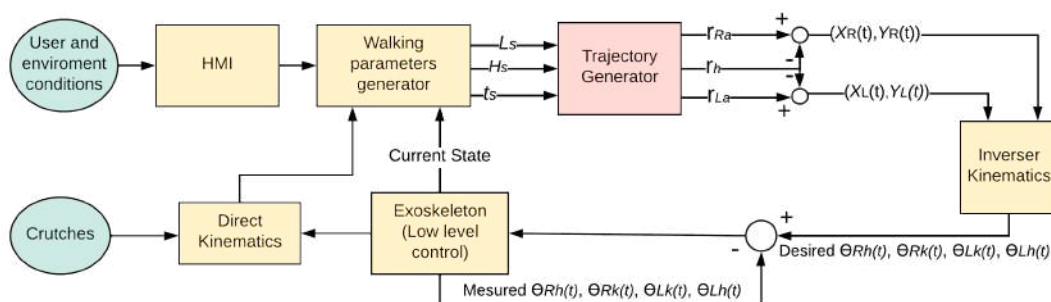 User and
enviroment
conditions
HMI
Walking
parameters
generator
Ls
Hs
ts
Trajectory
Generator
rRa
rh
rLa
+
-
-
+
(XR(t),YR(t))
(XL(t),YL(t))
Inverser
Kinematics
Current State
Crutches
Direct
Kinematics
Exoskeleton
(Low level
control)
+
-
Desired ΘRh(t), ΘRk(t), ΘLk(t), ΘLh(t)
Mesured ΘRh(t), ΘRk(t), ΘLk(t), ΘLh(t)